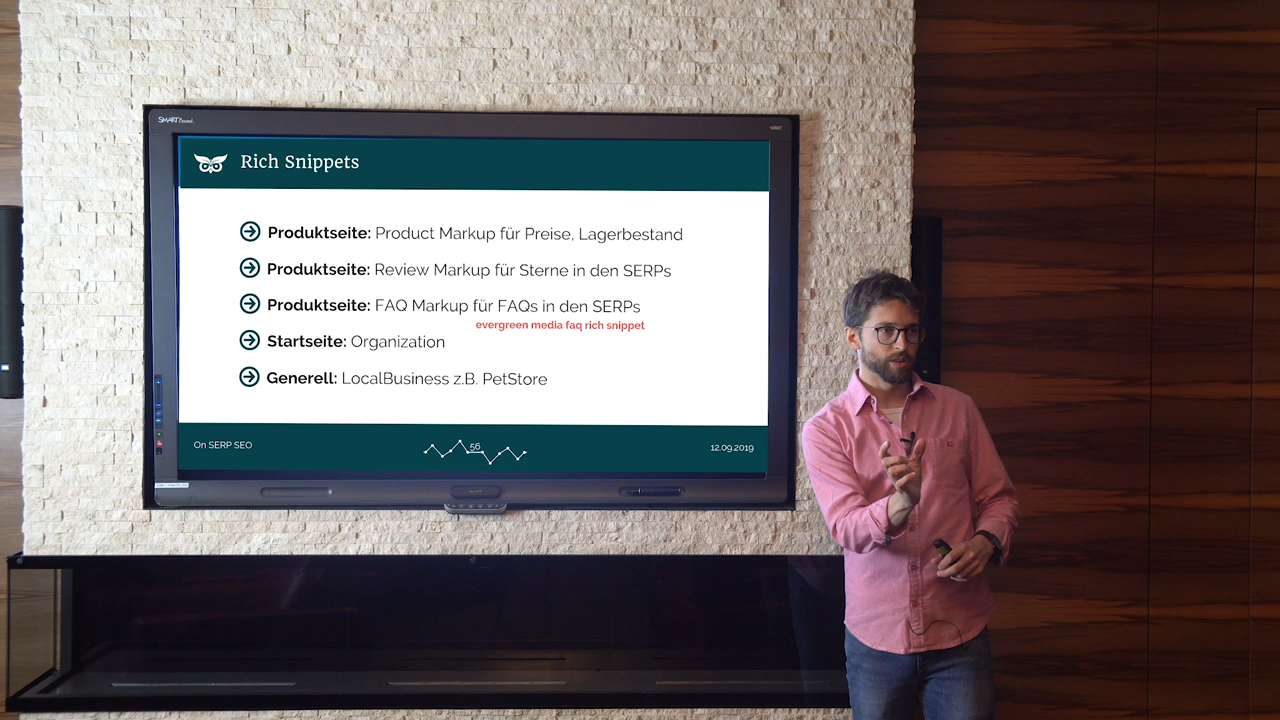 SMART Board
Rich Snippets
Produktseite: Product Markup für Preise, Lagerbestand
Produktseite: Review Markup für Sterne in den SERPs
Produktseite: FAQ Markup für FAQs in den SERPs
evergreen media faq rich snippet
Startseite: Organization
Generell: LocalBusiness z.B. PetStore
On SERP SEO
56
12.09.2019